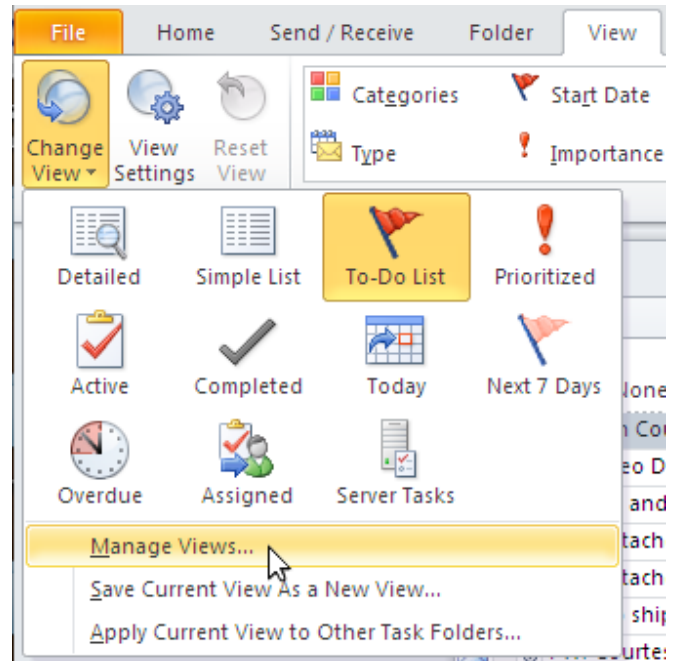 File Home Send / Receive Folder View
Categories Start Date
Change View Reset Type Importance
View Settings View
Detailed Simple List To-Do List Prioritized
Active Completed Today Next 7 Days
Overdue Assigned Server Tasks
Manage Views...
Save Current View As a New View...
Apply Current View to Other Task Folders...
and